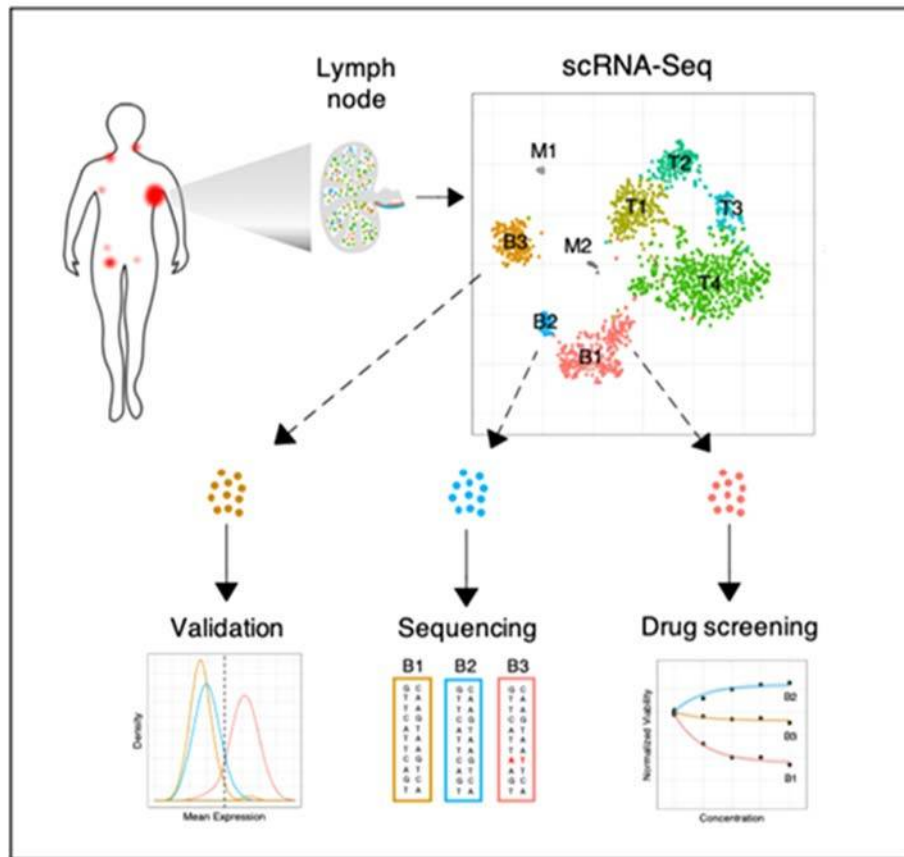 Lymph
node
scRNA-Seq
M1
T2
T1
T3
B3
M2
T4
B2
B1
Validation
Density
Mean Expression
Sequencing
B1 B2 B3
G C G C G C
T A T A T A
T A T A T A
C G C G C G
A T A T A T
T A T A T A
T A T A T A
C G C G A T
A T A T A T
G C G C G C
T A T A T A
Drug screening
Normalized Viability
B2
B3
B1
Concentration